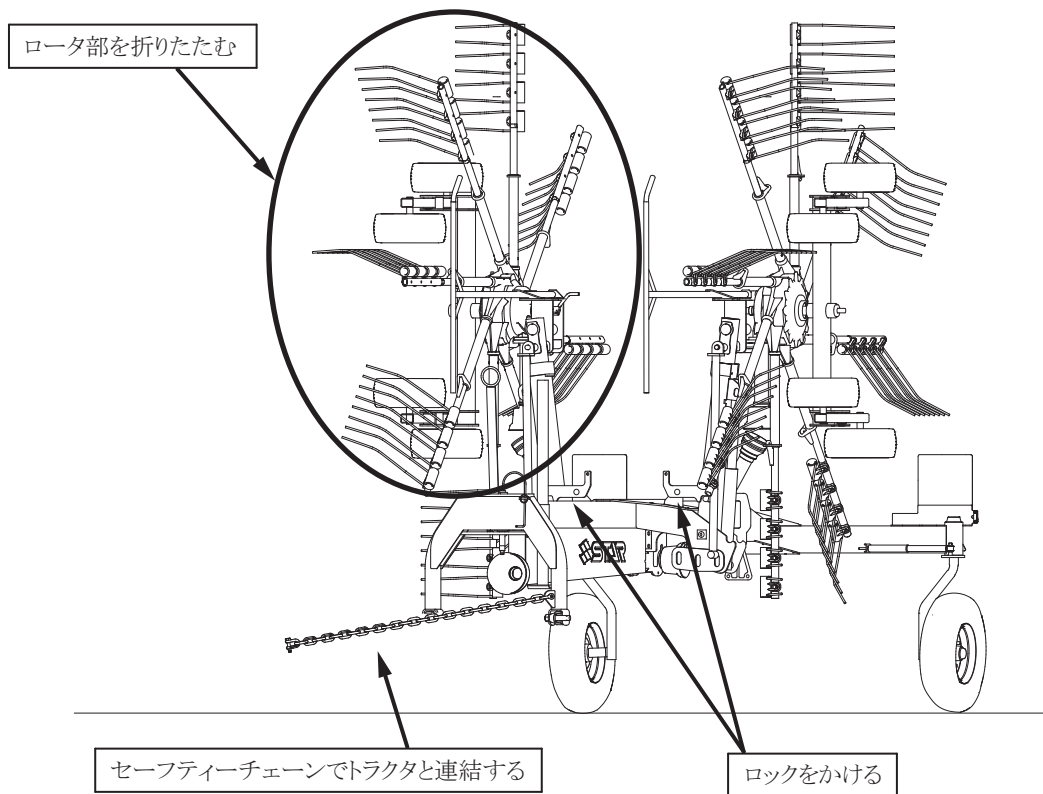 ロータ部を折りたたむ
セーフティーチェーンでトラクタと連結する
ロックをかける